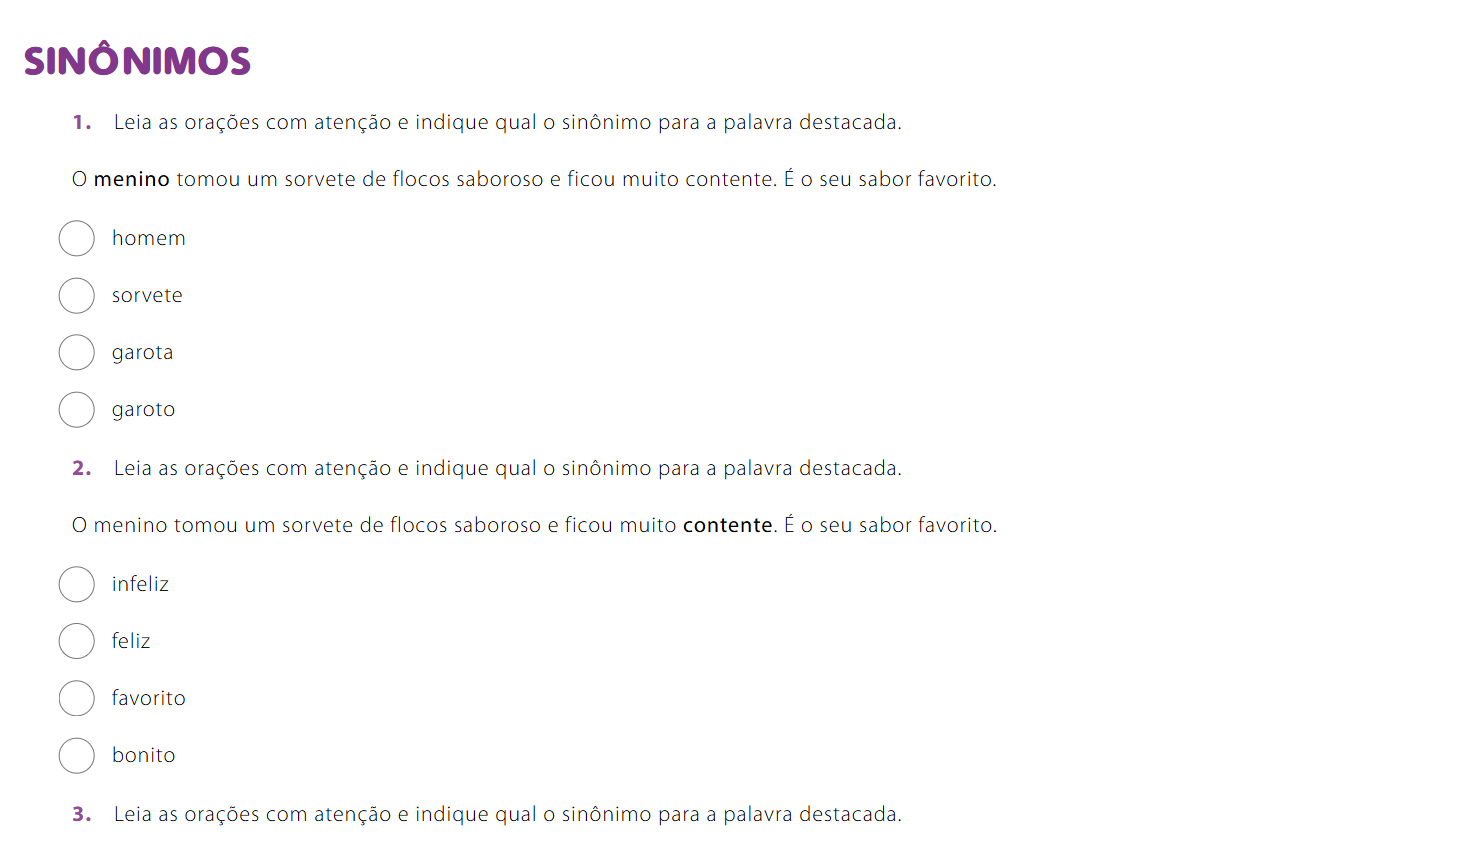 SINÔNIMOS
1. Leia as orações com atenção e indique qual o sinônimo para a palavra destacada.
O menino tomou um sorvete de flocos saboroso e ficou muito contente. É o seu sabor favorito.
homem
sorvete
garota
garoto
2. Leia as orações com atenção e indique qual o sinônimo para a palavra destacada.
O menino tomou um sorvete de flocos saboroso e ficou muito contente. É o seu sabor favorito.
infeliz
feliz
favorito
bonito
3. Leia as orações com atenção e indique qual o sinônimo para a palavra destacada.